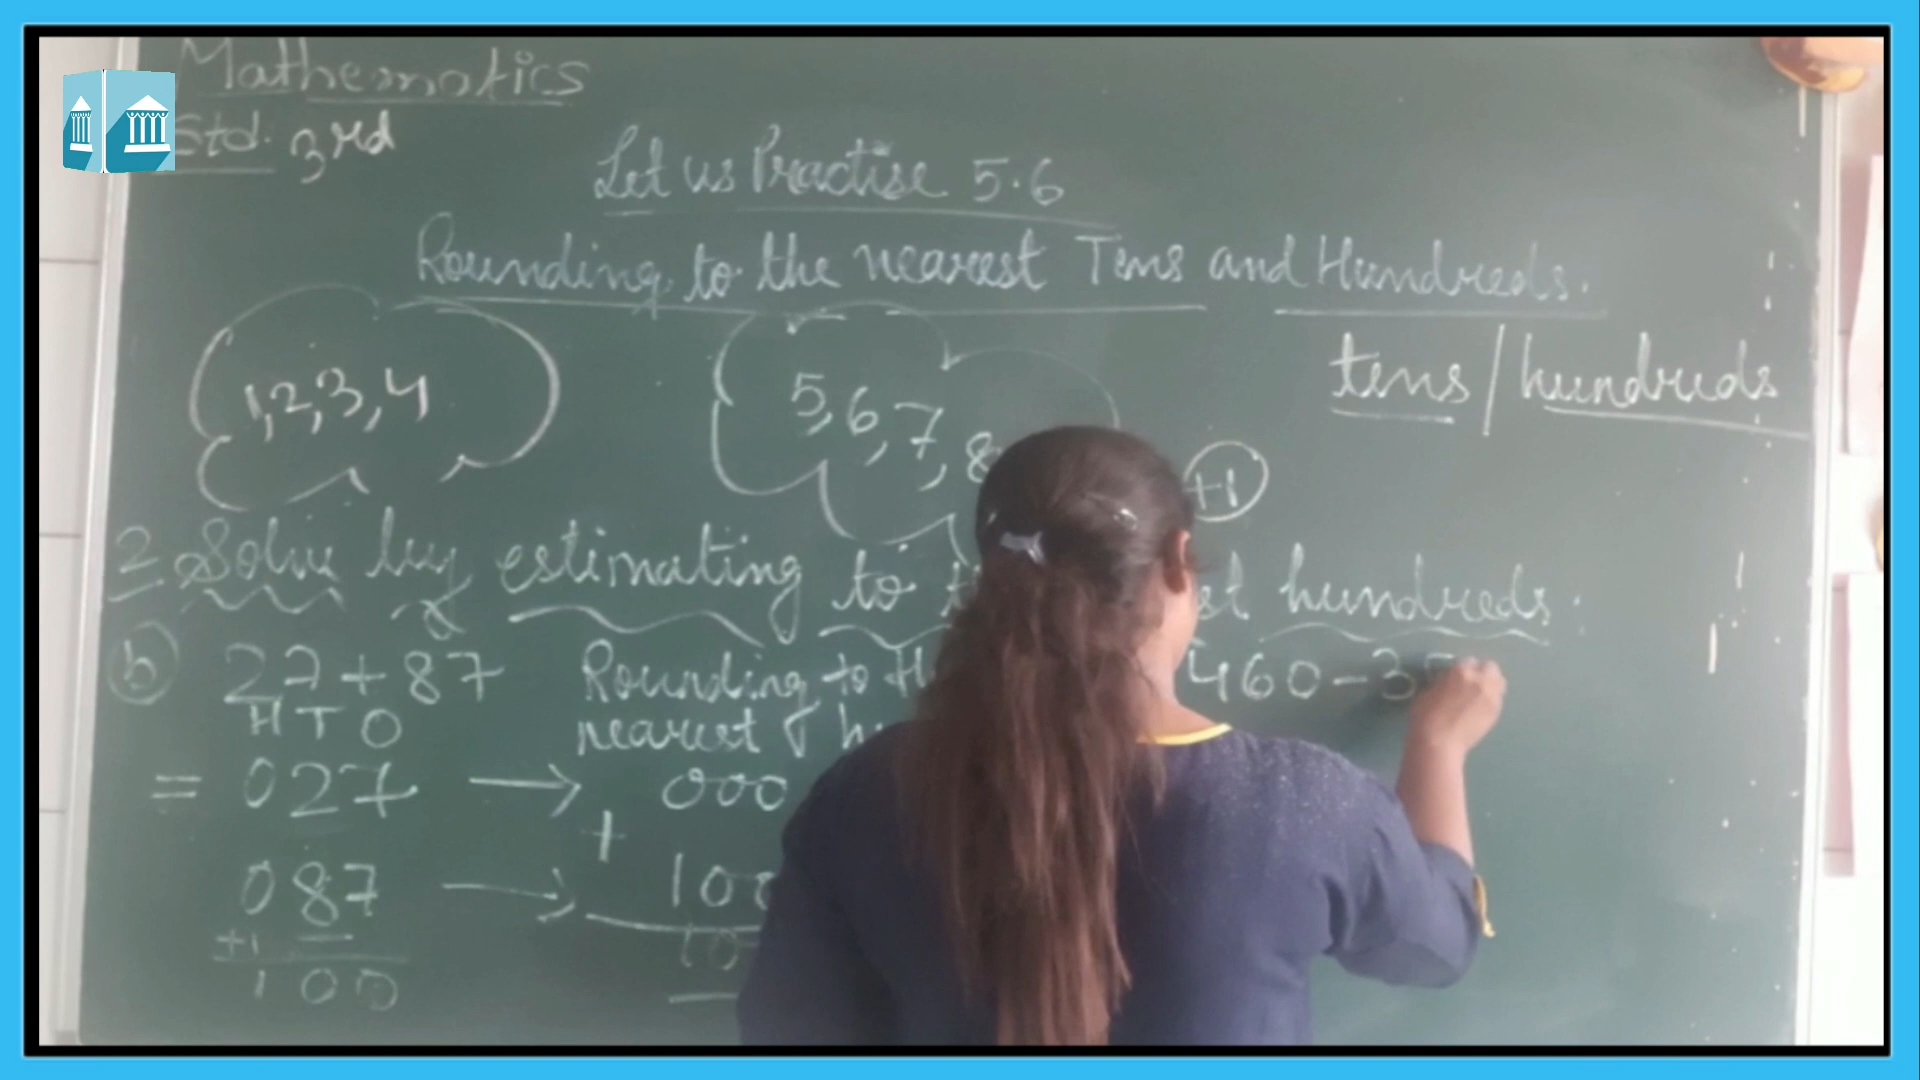 Mathematics
Std. 3rd
Let us Practise 5.6
Rounding to the nearest Tens and Hundreds.
tens / hundreds
1, 2, 3, 4
5, 6, 7, 8
+1
2. Solve by estimating to hundreds.
b 27 + 87
H T O
Rounding to
nearest
460 - 35
= 027 → 000
+
087 → 100
+1
100